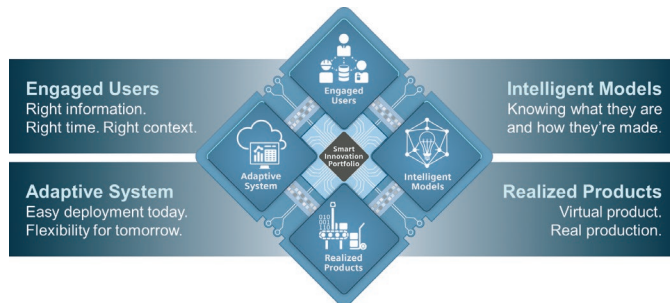 Engaged Users
Right information.
Right time. Right context.
Adaptive System
Easy deployment today.
Flexibility for tomorrow.
Engaged
Users
Adaptive
System
Smart
Innovation
Portfolio
Intelligent
Models
Realized
Products
010
001
Intelligent Models
Knowing what they are
and how they're made.
Realized Products
Virtual product.
Real production.